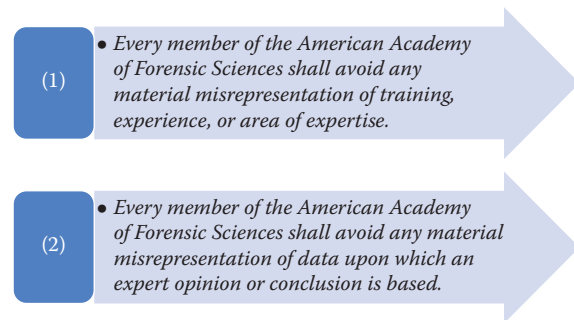 (1)
• Every member of the American Academy
of Forensic Sciences shall avoid any
material misrepresentation of training,
experience, or area of expertise.
(2)
• Every member of the American Academy
of Forensic Sciences shall avoid any material
misrepresentation of data upon which an
expert opinion or conclusion is based.